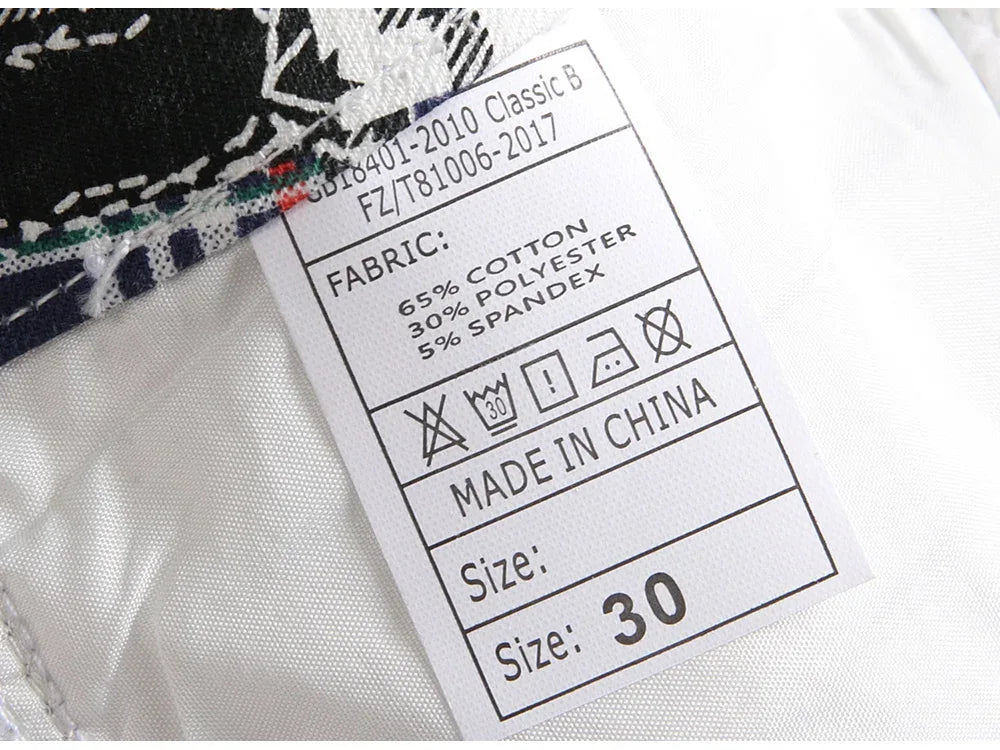 GB18401-2010 Classic B
FZ/T81006-2017
FABRIC:
65% COTTON
30% POLYESTER
5% SPANDEX
30 ! ..
MADE IN CHINA
Size:
Size: 30